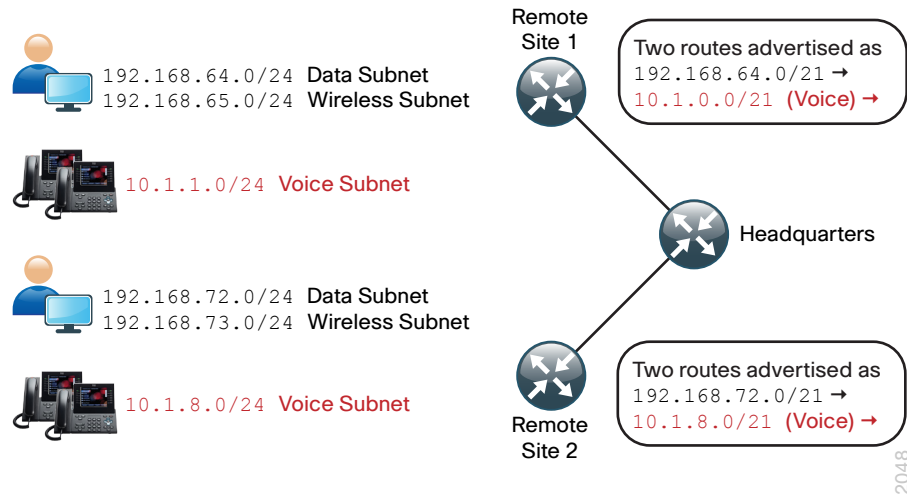 192.168.64.0/24 Data Subnet
192.168.65.0/24 Wireless Subnet
10.1.1.0/24 Voice Subnet
192.168.72.0/24 Data Subnet
192.168.73.0/24 Wireless Subnet
10.1.8.0/24 Voice Subnet
Remote
Site 1
Two routes advertised as
192.168.64.0/21 →
10.1.0.0/21 (Voice) →
Headquarters
Remote
Site 2
Two routes advertised as
192.168.72.0/21 →
10.1.8.0/21 (Voice) →
2048